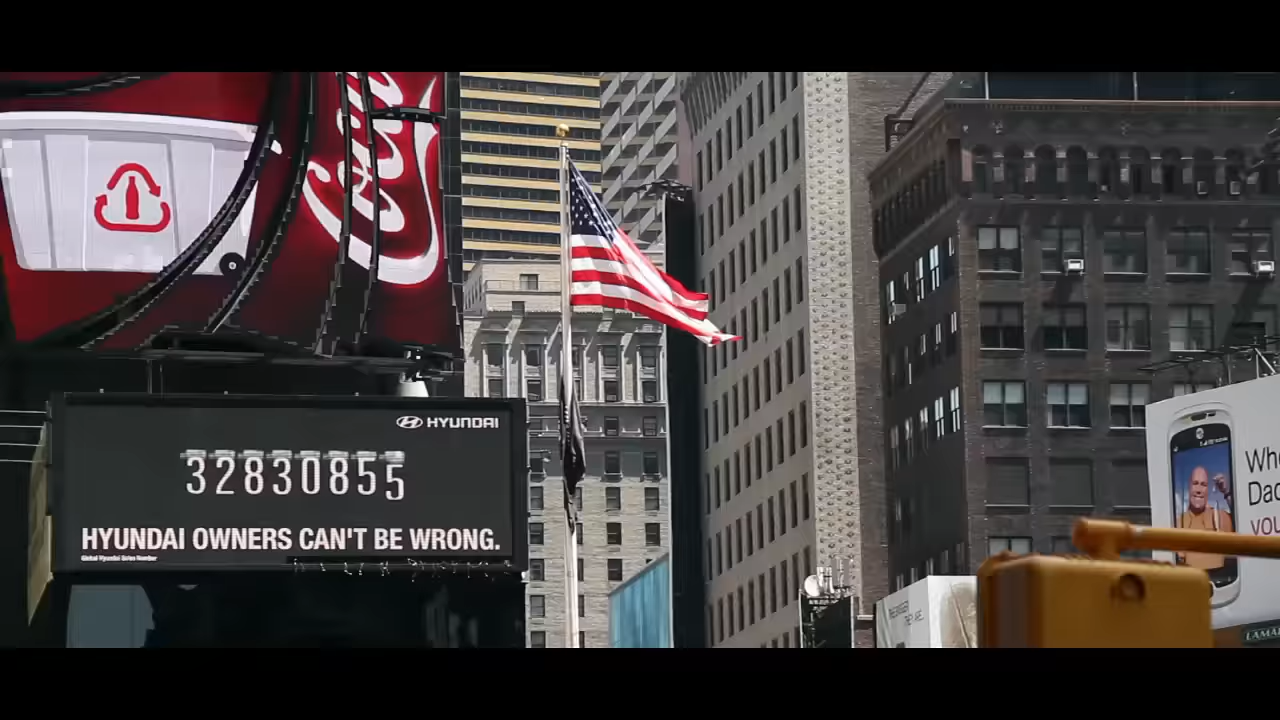 HYUNDAI
32830855
HYUNDAI OWNERS CAN'T BE WRONG.
Global Hyundai Sales Number
Whe
Dad
you
LAMAR